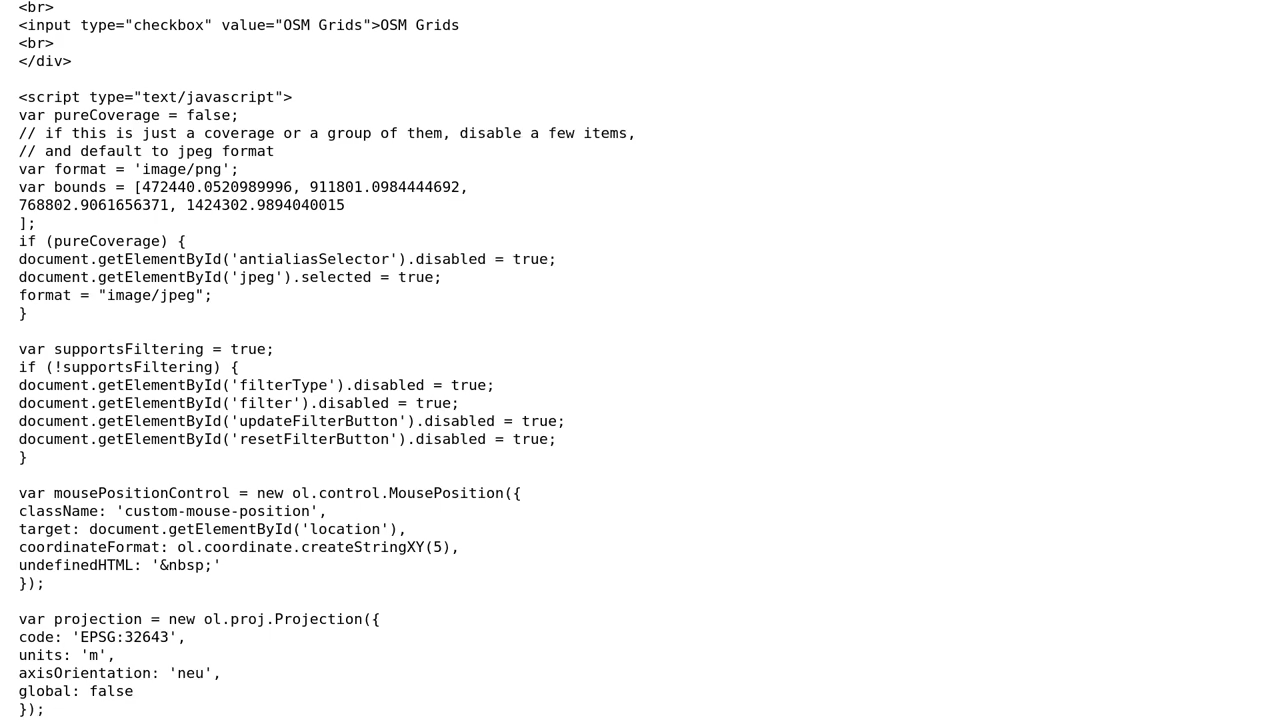 <br>
<input type="checkbox" value="OSM Grids">OSM Grids
<br>
</div>

<script type="text/javascript">
var pureCoverage = false;
// if this is just a coverage or a group of them, disable a few items,
// and default to jpeg format
var format = 'image/png';
var bounds = [472440.0520989996, 911801.0984444692,
768802.9061656371, 1424302.9894040015
];
if (pureCoverage) {
document.getElementById('antialiasSelector').disabled = true;
document.getElementById('jpeg').selected = true;
format = "image/jpeg";
}

var supportsFiltering = true;
if (!supportsFiltering) {
document.getElementById('filterType').disabled = true;
document.getElementById('filter').disabled = true;
document.getElementById('updateFilterButton').disabled = true;
document.getElementById('resetFilterButton').disabled = true;
}

var mousePositionControl = new ol.control.MousePosition({
className: 'custom-mouse-position',
target: document.getElementById('location'),
coordinateFormat: ol.coordinate.createStringXY(5),
undefinedHTML: '&nbsp;'
});

var projection = new ol.proj.Projection({
code: 'EPSG:32643',
units: 'm',
axisOrientation: 'neu',
global: false
});